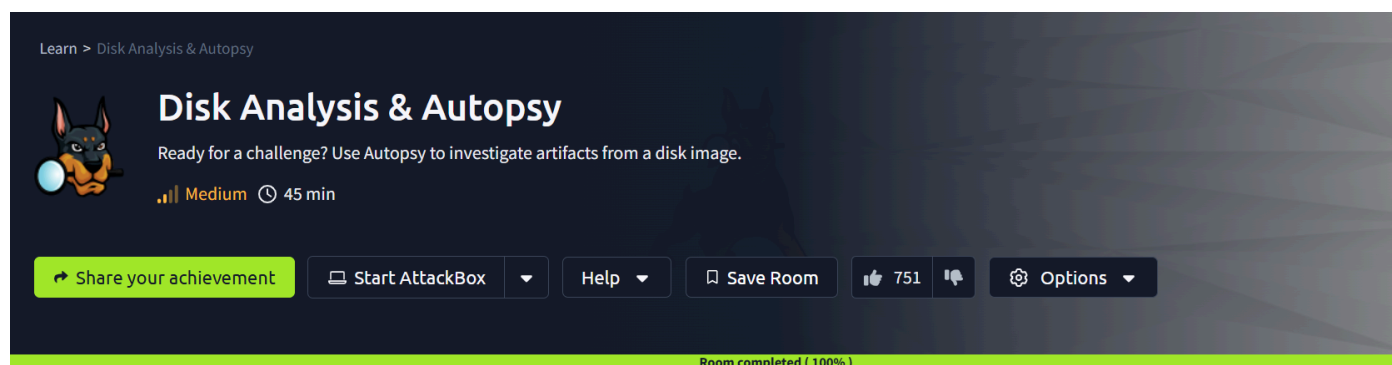 Learn > Disk Analysis & Autopsy
Disk Analysis & Autopsy
Ready for a challenge? Use Autopsy to investigate artifacts from a disk image.
Medium 45 min
Share your achievement Start AttackBox Help Save Room 751 Options
Room completed ( 100% )